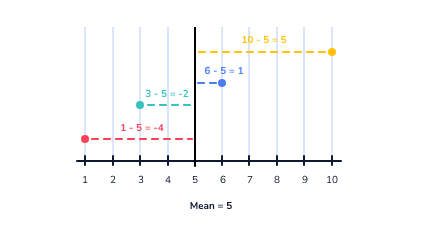 10 - 5 = 5
6 - 5 = 1
3 - 5 = -2
1 - 5 = -4
1 2 3 4 5 6 7 8 9 10
Mean = 5